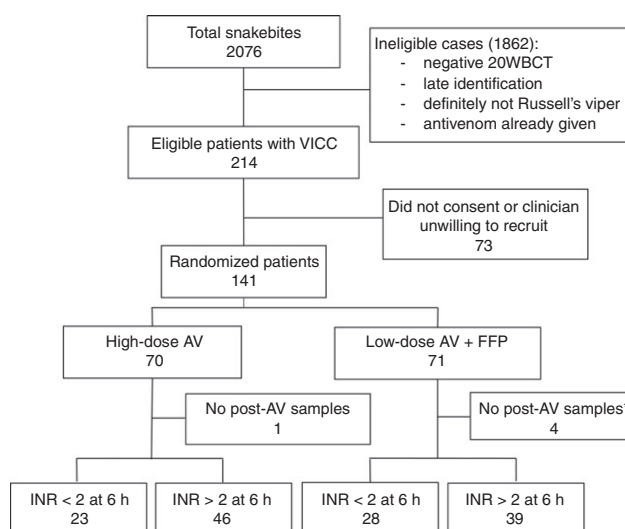 Total snakebites
2076
Ineligible cases (1862):
- negative 20WBCT
- late identification
- definitely not Russell's viper
- antivenom already given
Eligible patients with VICC
214
Did not consent or clinician
unwilling to recruit
73
Randomized patients
141
High-dose AV
70
Low-dose AV + FFP
71
No post-AV samples
1
No post-AV samples*
4
INR < 2 at 6 h
23
INR > 2 at 6 h
46
INR < 2 at 6 h
28
INR > 2 at 6 h
39